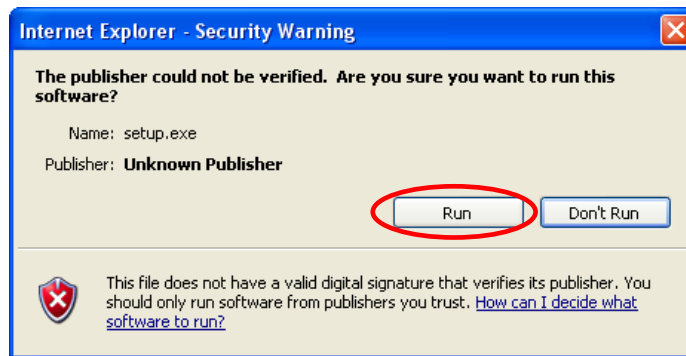 Internet Explorer - Security Warning
The publisher could not be verified.  Are you sure you want to run this
software?
Name: setup.exe
Publisher: Unknown Publisher
Run Don't Run
This file does not have a valid digital signature that verifies its publisher. You
should only run software from publishers you trust. How can I decide what
software to run?